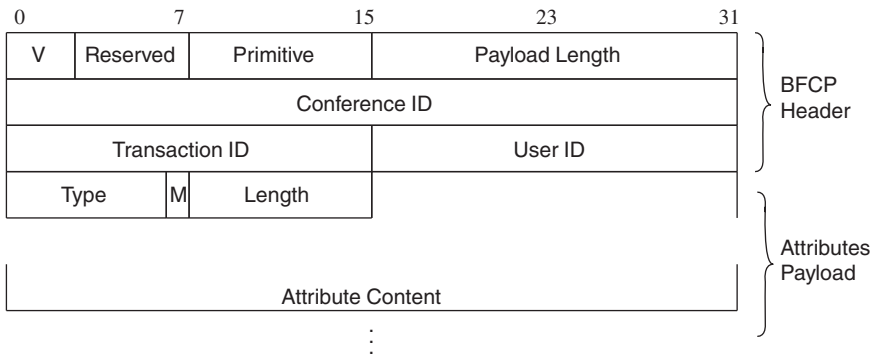 0 7 15 23 31
V Reserved Primitive Payload Length
Conference ID
BFCP
Header
Transaction ID User ID
Type M Length
Attributes
Payload
Attribute Content